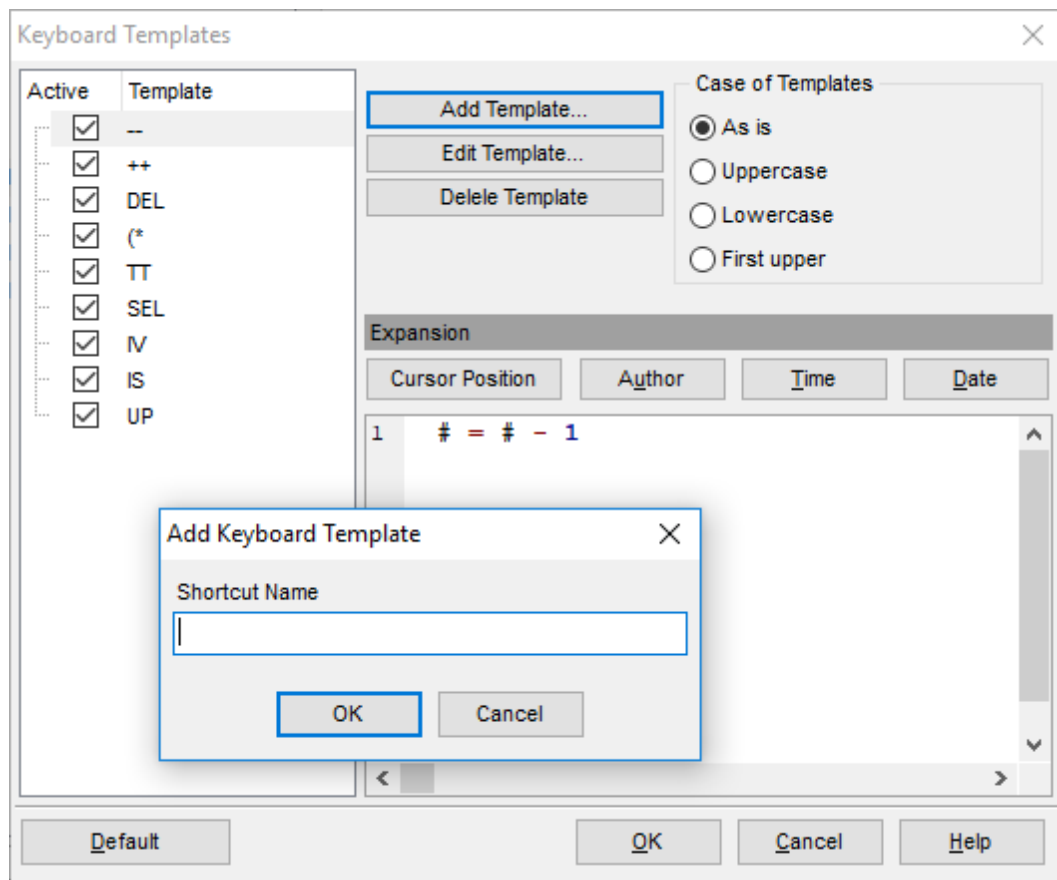 Keyboard Templates
Active Template
--
++
DEL
(*
TT
SEL
IV
IS
UP
Add Template...
Edit Template...
Delele Template
Case of Templates
As is
Uppercase
Lowercase
First upper
Expansion
Cursor Position Author Time Date
1 # = # - 1
Add Keyboard Template
Shortcut Name
OK Cancel
Default OK Cancel Help